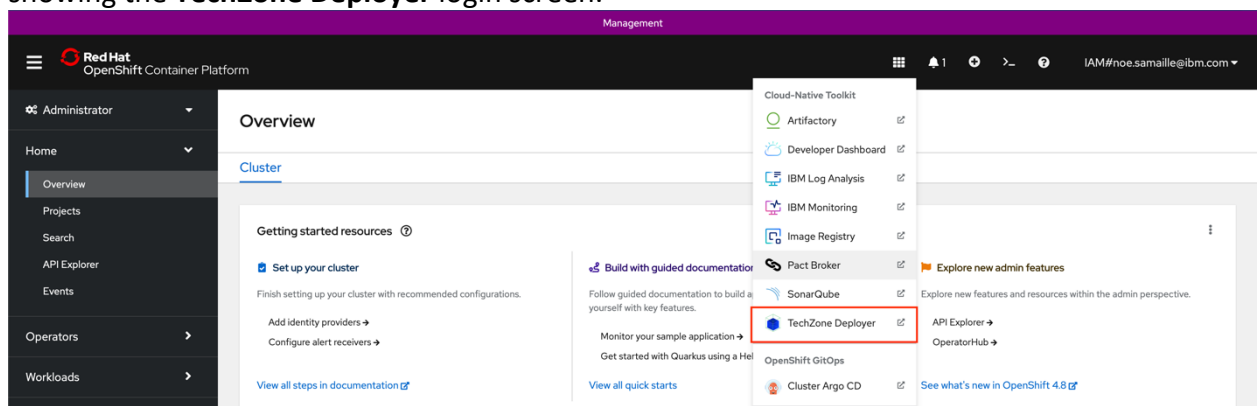 showing the TechZone Deployer login screen.
Management
Red Hat
OpenShift Container Platform
1
IAM#noe.samaille@ibm.com
Administrator
Home
Overview
Projects
Search
API Explorer
Events
Operators
Workloads
Overview
Cluster
Getting started resources
Set up your cluster
Finish setting up your cluster with recommended configurations.
Add identity providers
Configure alert receivers
View all steps in documentation
Build with guided documentation
Follow guided documentation to build a
yourself with key features.
Monitor your sample application
Get started with Quarkus using a Hel
View all quick starts
Cloud-Native Toolkit
Artifactory
Developer Dashboard
IBM Log Analysis
IBM Monitoring
Image Registry
Pact Broker
SonarQube
TechZone Deployer
OpenShift GitOps
Cluster Argo CD
Explore new admin features
Explore new features and resources within the admin perspective.
API Explorer
OperatorHub
See what's new in OpenShift 4.8